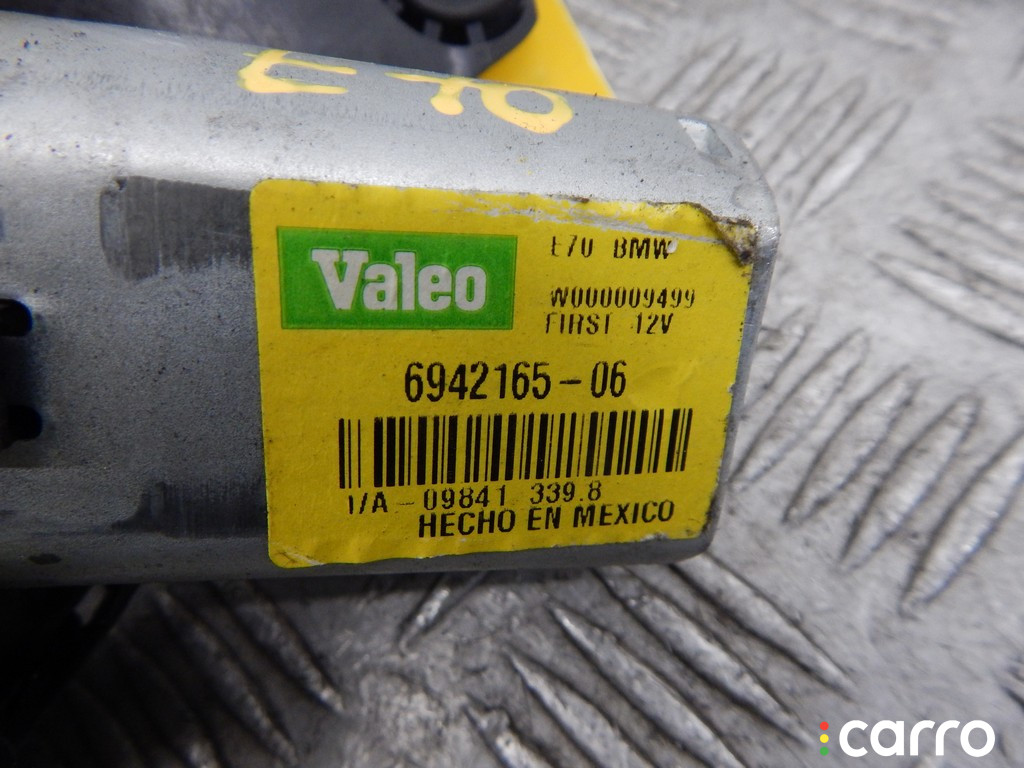 E70
Valeo
E70 BMW
W000009499
FIRST 12V
6942165-06
I/A-09841 339.8
HECHO EN MEXICO
carro